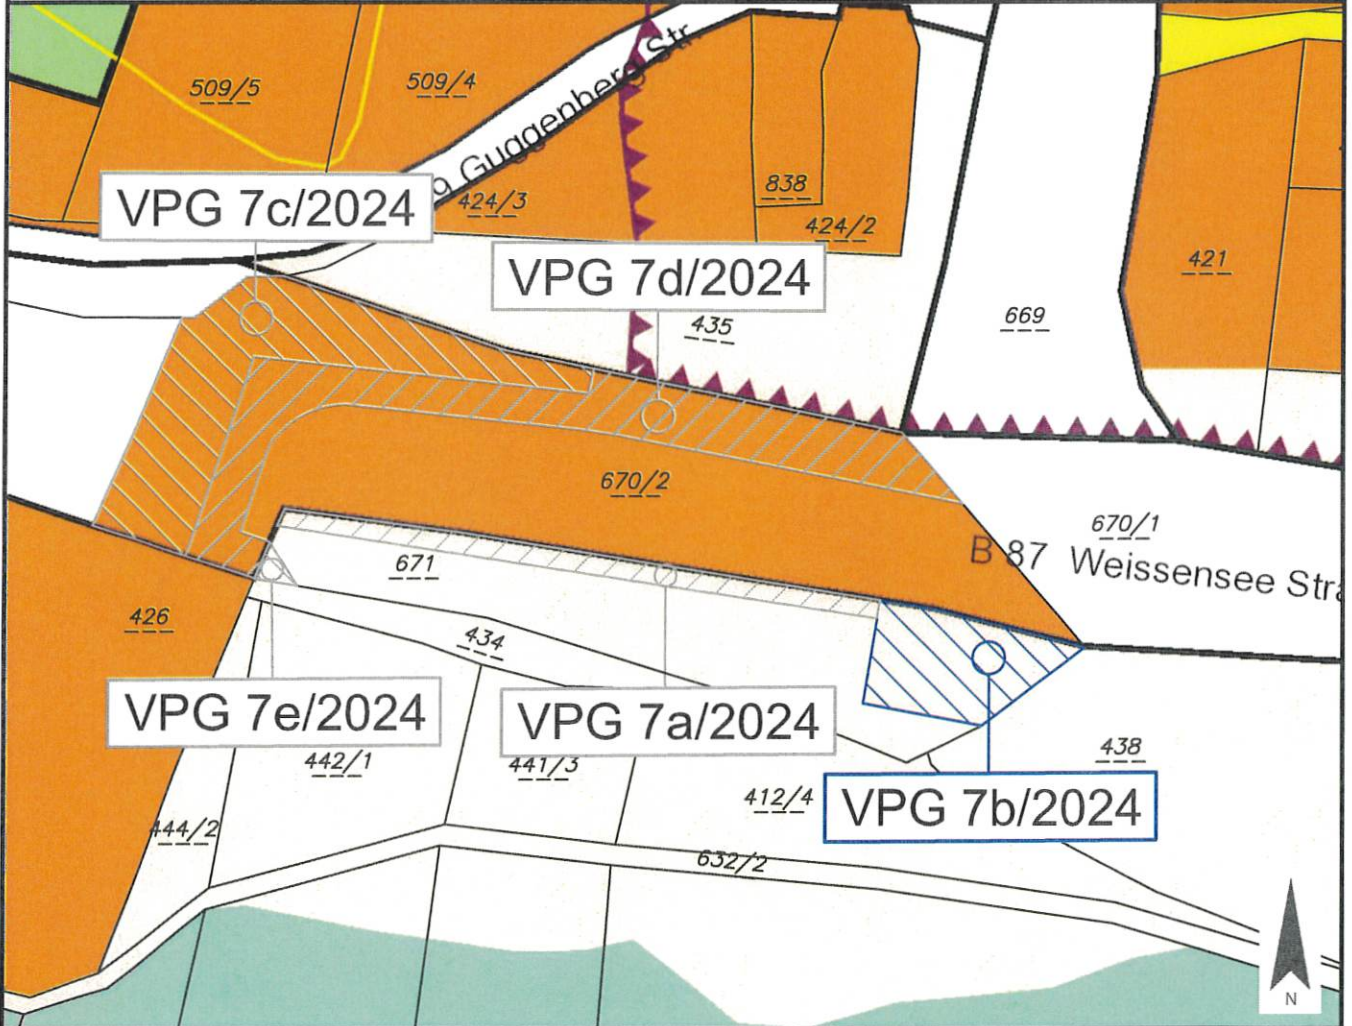 509/5
509/4
9 Guggenberg Str.
VPG 7c/2024
424/3
838
424/2
VPG 7d/2024
421
435
669
670/2
670/1
B 87 Weissensee Stra
671
426
434
VPG 7e/2024
VPG 7a/2024
442/1
441/3
438
412/4
VPG 7b/2024
444/2
632/2
N